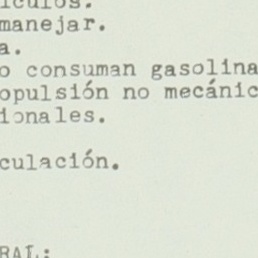 manejar.
a.
o consuman gasolina
opulsión no mecánic
ionales.
culación.
RAL: